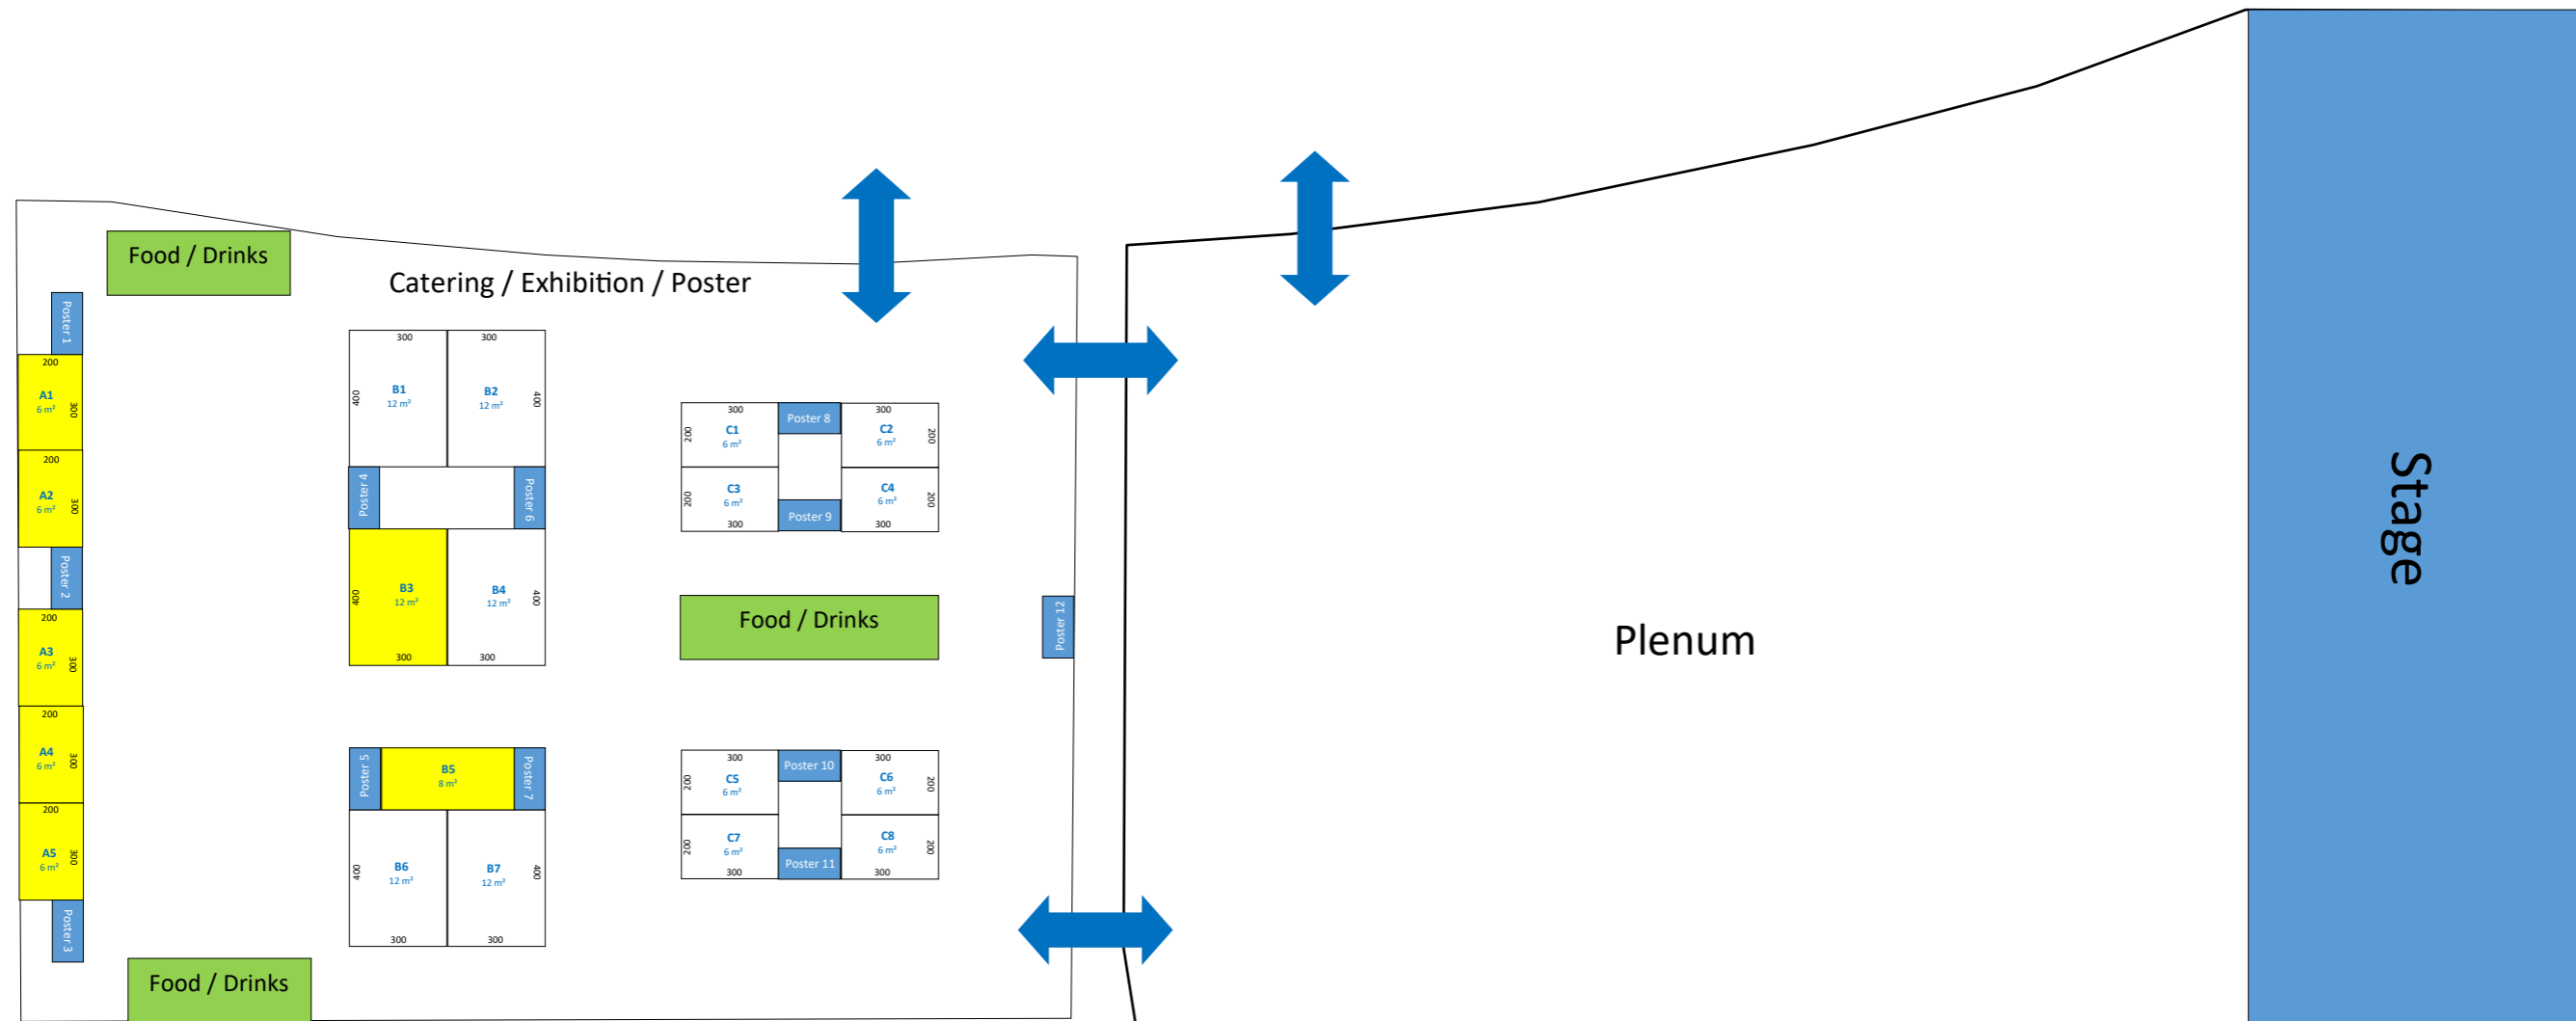 Food / Drinks
Catering / Exhibition / Poster
Poster 1
200
A1
6 m²
300
200
A2
6 m²
300
Poster 2
200
A3
6 m²
300
200
A4
6 m²
300
200
A5
6 m²
300
Poster 3
Food / Drinks
300
300
400
B1
12 m²
B2
12 m²
400
Poster 4
Poster 6
400
B3
12 m²
300
B4
12 m²
400
300
Poster 5
B5
8 m²
Poster 7
400
B6
12 m²
300
B7
12 m²
400
300
300
200
C1
6 m²
Poster 8
300
C2
6 m²
200
200
C3
6 m²
300
Poster 9
C4
6 m²
200
300
Food / Drinks
Poster 12
300
200
C5
6 m²
Poster 10
300
C6
6 m²
200
200
C7
6 m²
300
Poster 11
C8
6 m²
200
300
Plenum
Stage